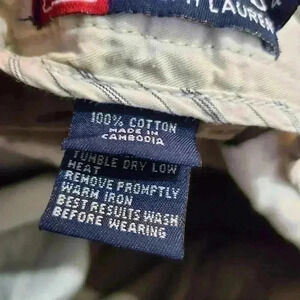 H LAUREN
100% COTTON
MADE IN
CAMBODIA
TUMBLE DRY LOW
HEAT
REMOVE PROMPTLY
WARM IRON
BEST RESULTS WASH
BEFORE WEARING